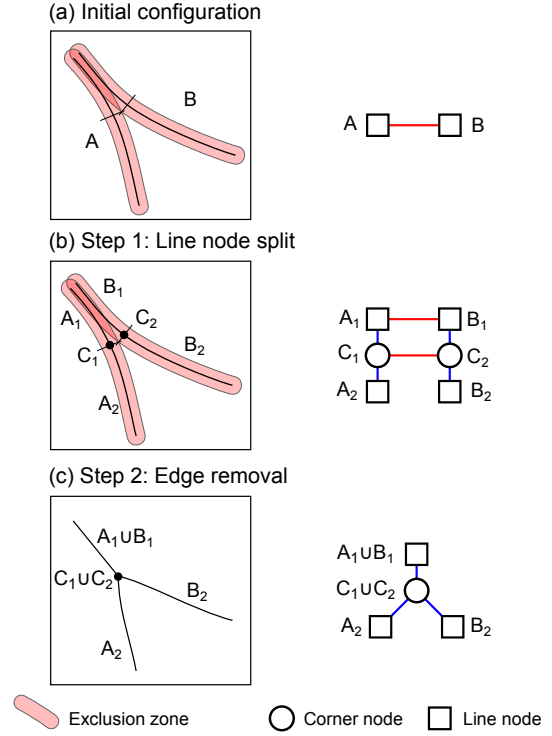 (a) Initial configuration
B
A
A B
(b) Step 1: Line node split
B₁
A₁ C₂
C₁ B₂
A₂
A₁ B₁
C₁ C₂
A₂ B₂
(c) Step 2: Edge removal
A₁∪B₁
C₁∪C₂
B₂
A₂
A₁∪B₁
C₁∪C₂
A₂ B₂
Exclusion zone Corner node Line node